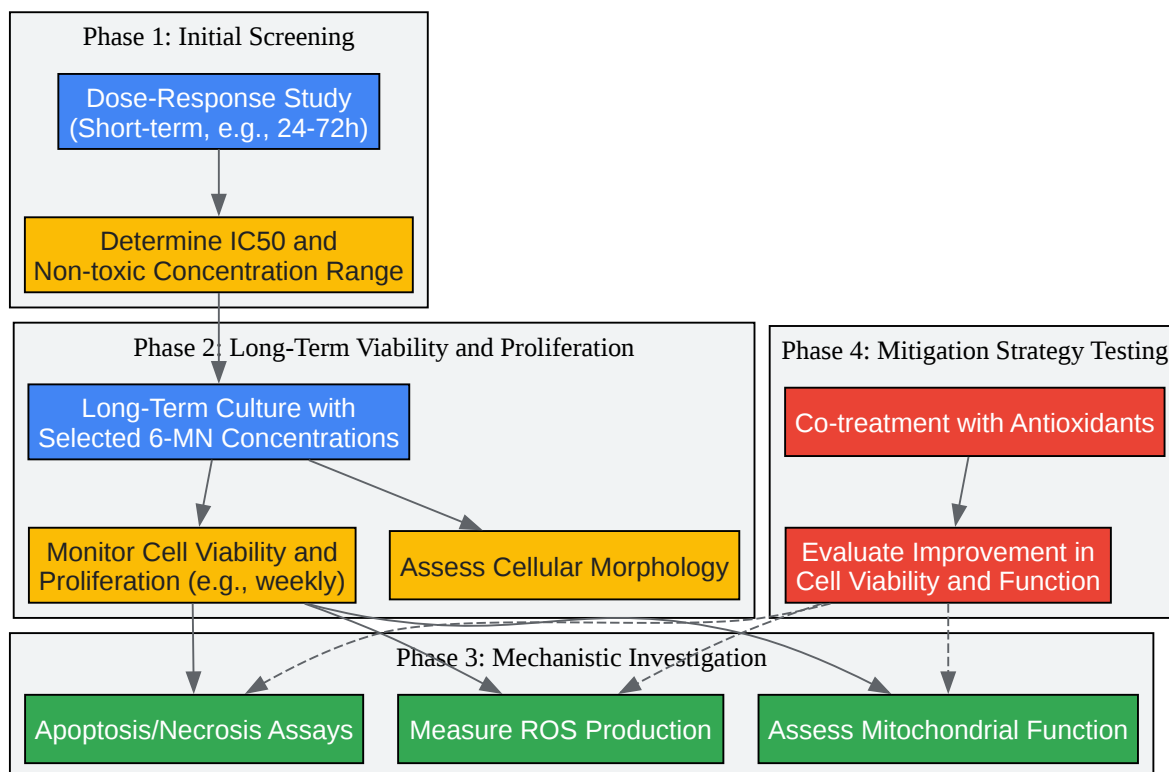 Phase 1: Initial Screening
Dose-Response Study
(Short-term, e.g., 24-72h)
Determine IC50 and
Non-toxic Concentration Range
Phase 2: Long-Term Viability and Proliferation
Long-Term Culture with
Selected 6-MN Concentrations
Monitor Cell Viability and
Proliferation (e.g., weekly)
Assess Cellular Morphology
Phase 4: Mitigation Strategy Testing
Co-treatment with Antioxidants
Evaluate Improvement in
Cell Viability and Function
Phase 3: Mechanistic Investigation
Apoptosis/Necrosis Assays
Measure ROS Production
Assess Mitochondrial Function